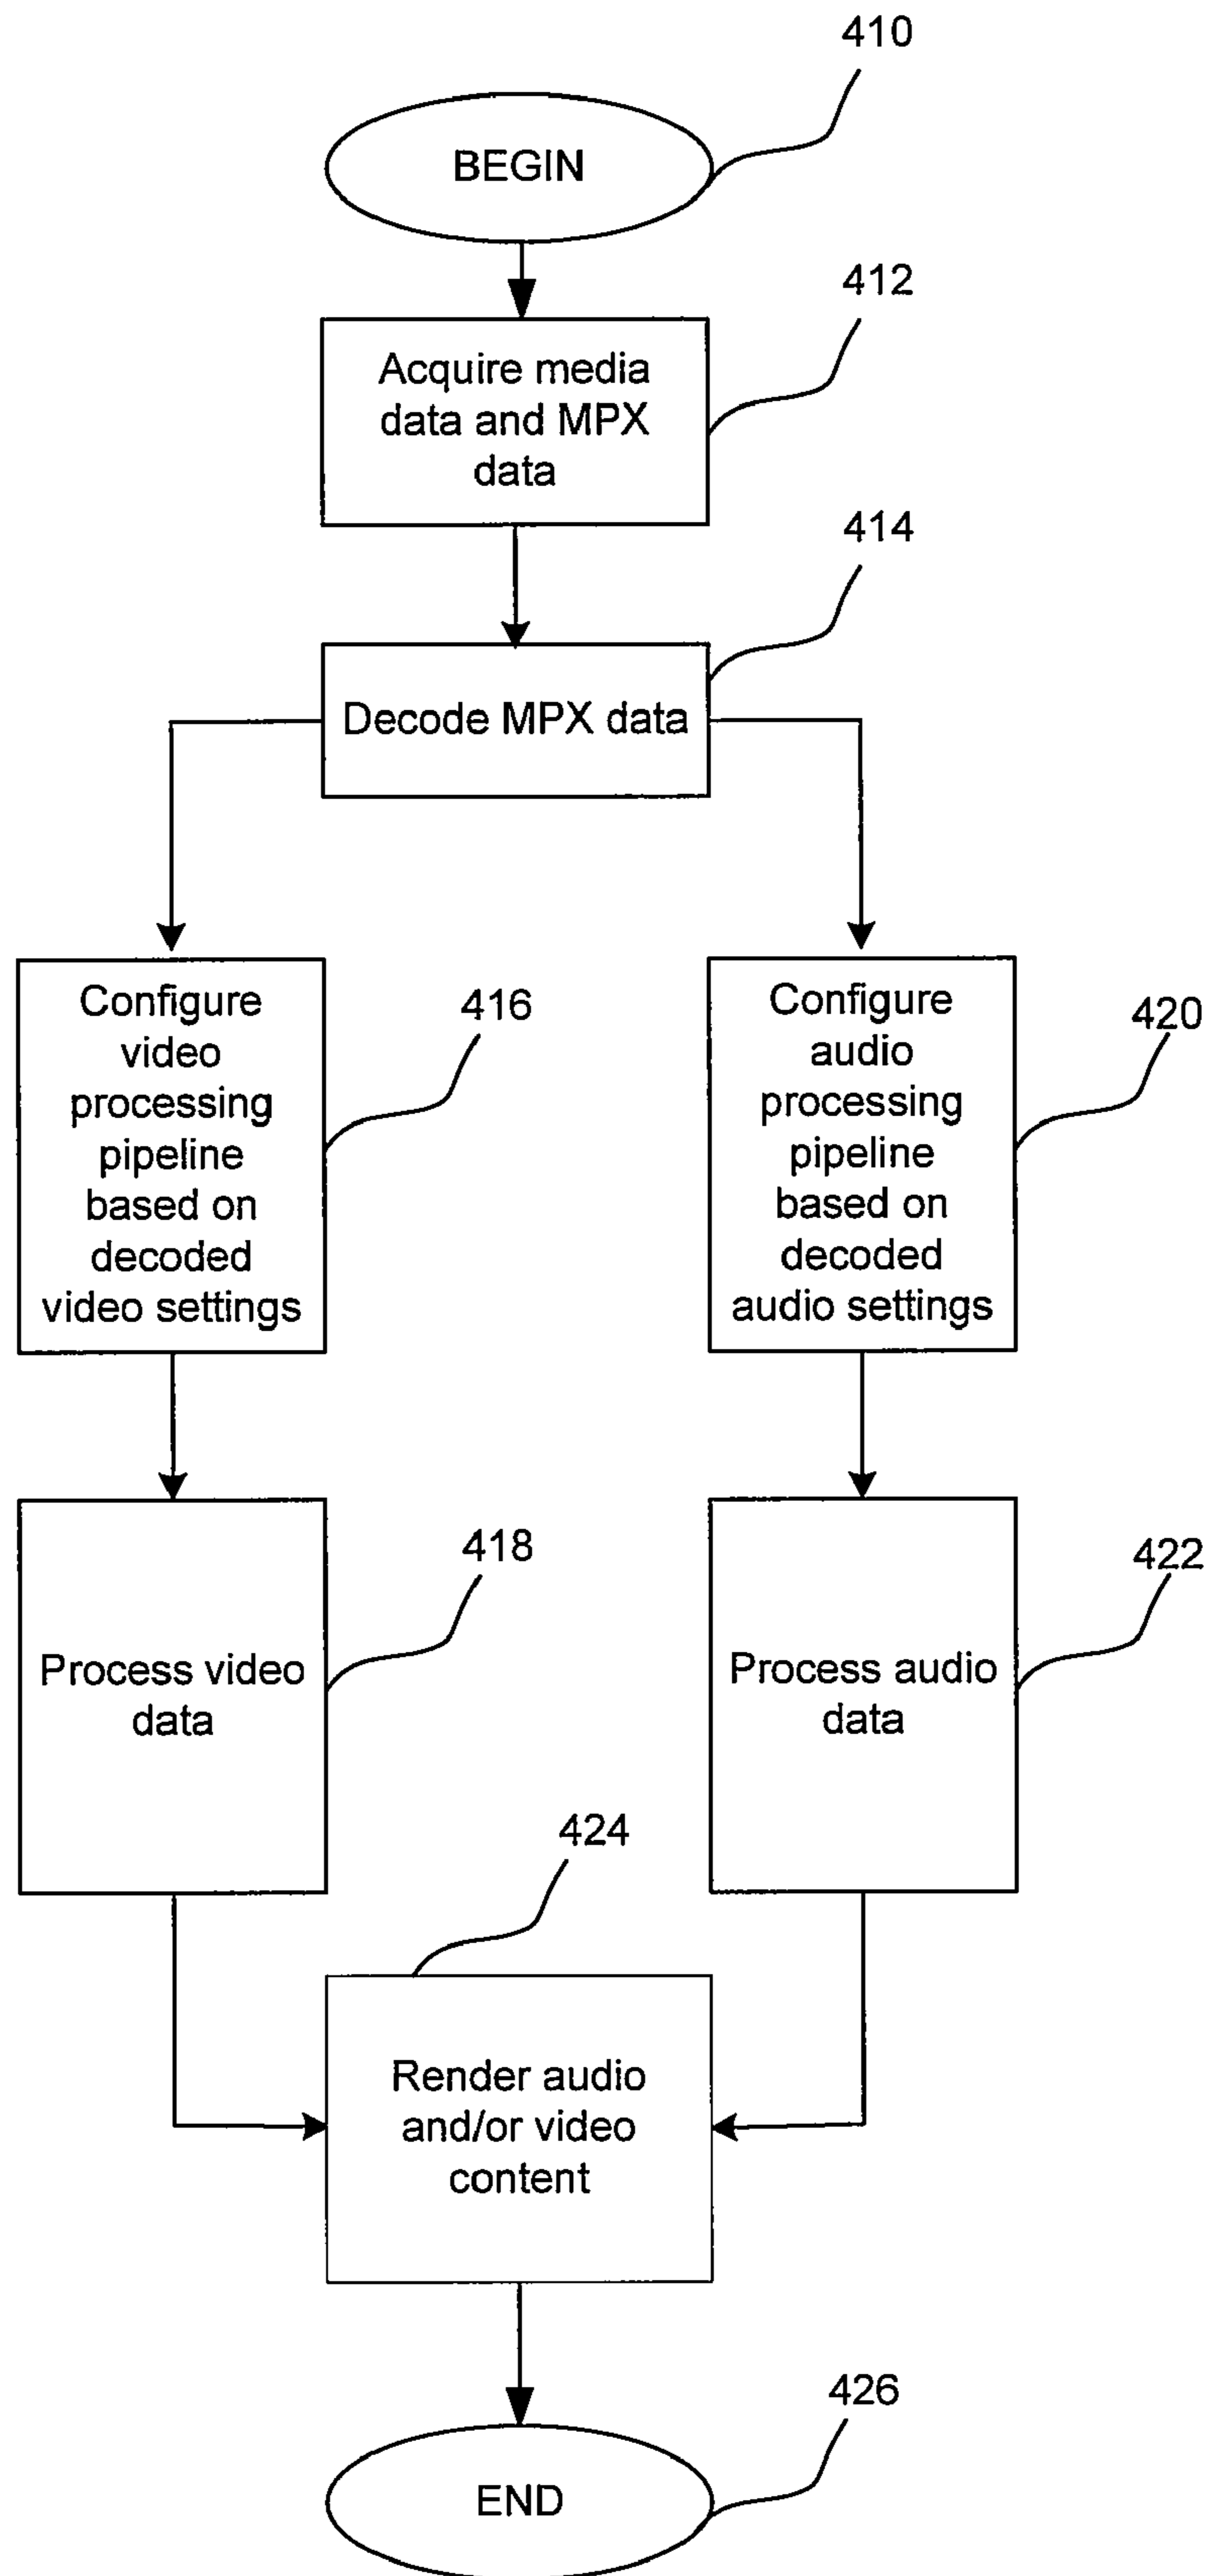 410
BEGIN
412
Acquire media
data and MPX
data
414
Decode MPX data
Configure
video
processing
pipeline
based on
decoded
video settings
416
Configure
audio
processing
pipeline
based on
decoded
audio settings
420
Process video
data
418
Process audio
data
422
424
Render audio
and/or video
content
426
END